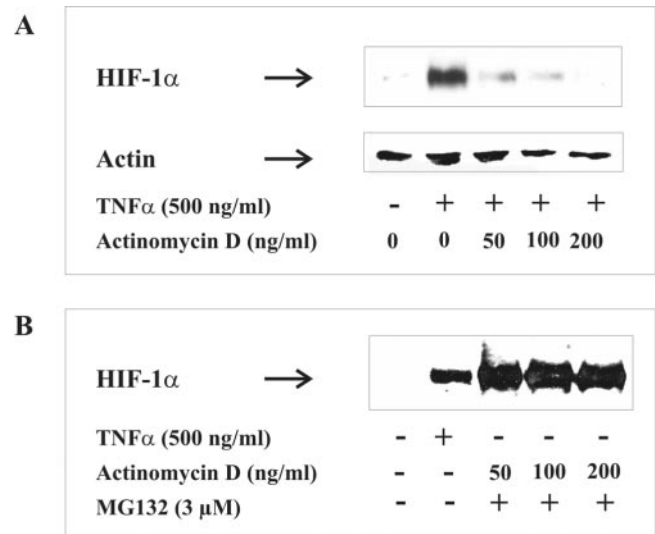 A
HIF-1α
Actin
TNFα (500 ng/ml) - + + + +
Actinomycin D (ng/ml) 0 0 50 100 200
B
HIF-1α
TNFα (500 ng/ml) - + - - -
Actinomycin D (ng/ml) - - 50 100 200
MG132 (3 µM) - - + + +